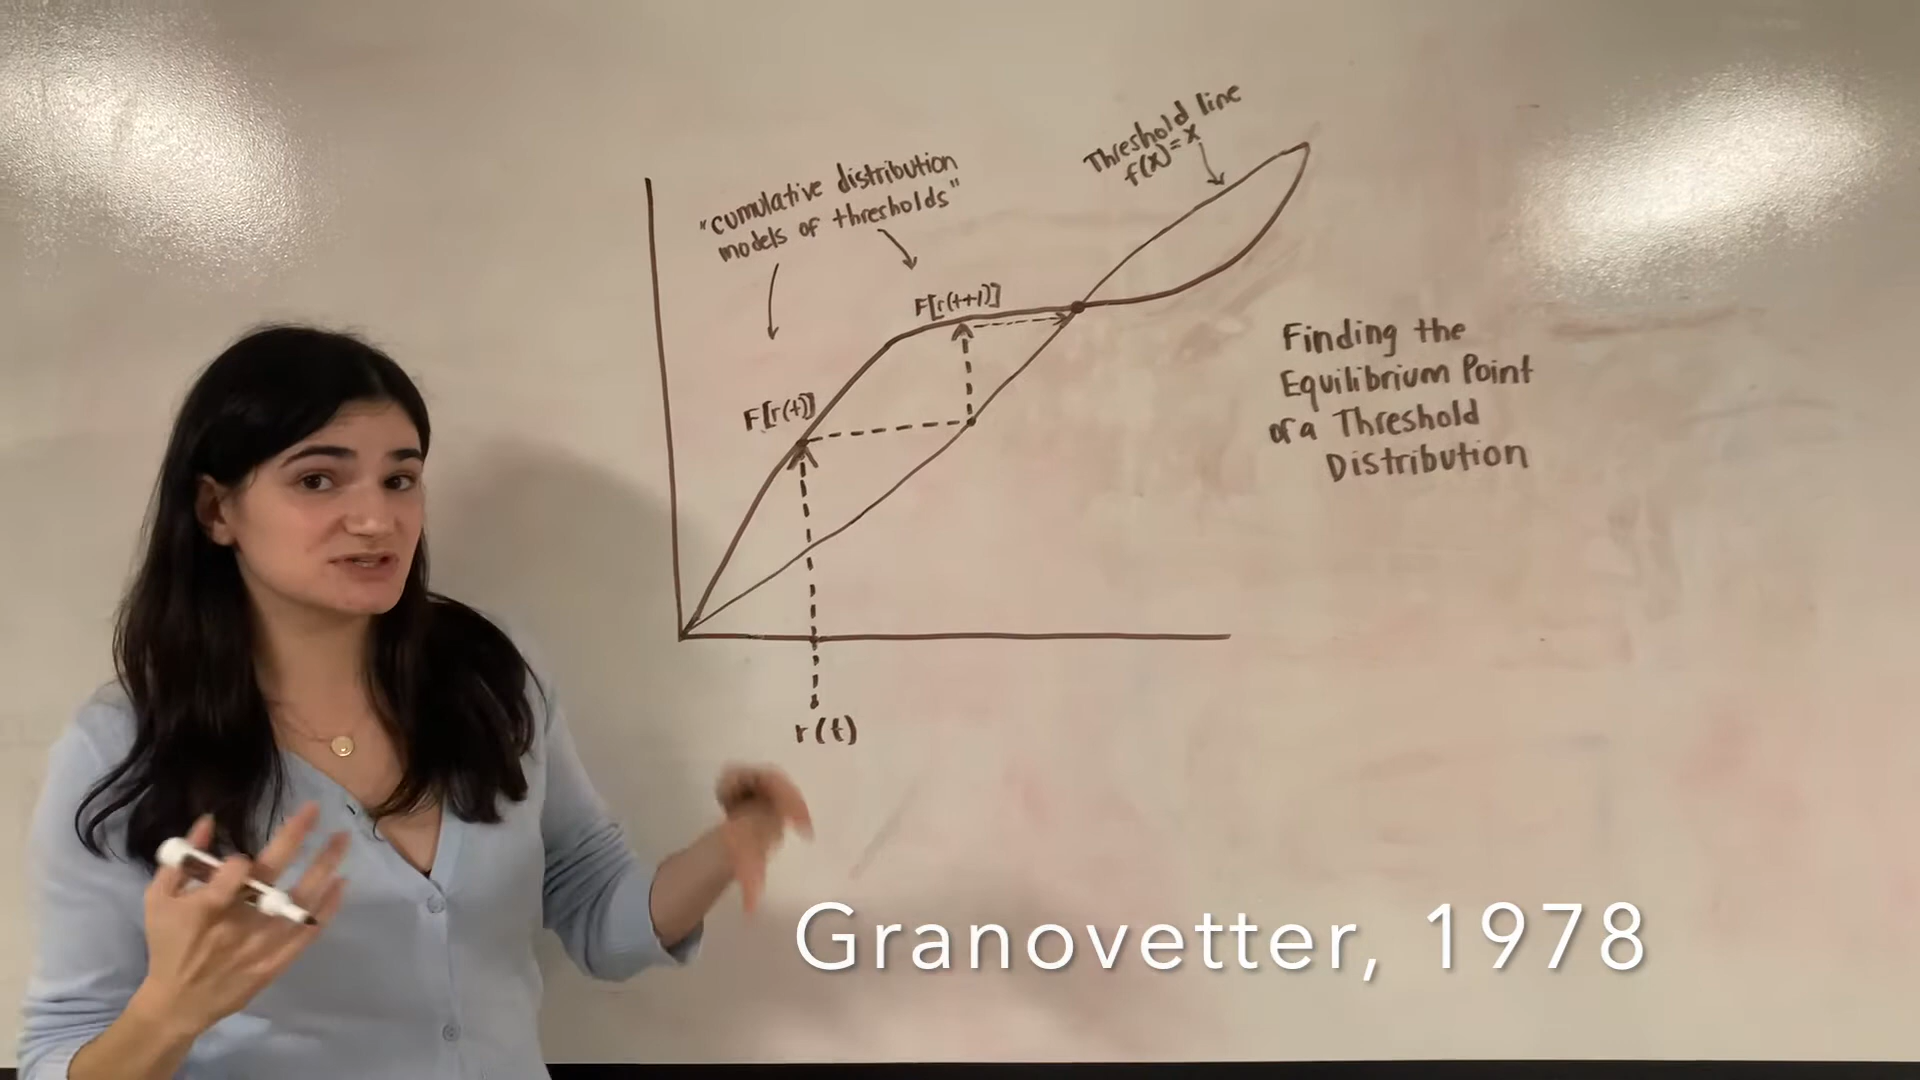 "cumulative distribution
models of thresholds"
Threshold line
f(x)=x
F[r(t+1)]
F[r(t)]
r(t)
Finding the
Equilibrium Point
of a Threshold
Distribution
Granovetter, 1978